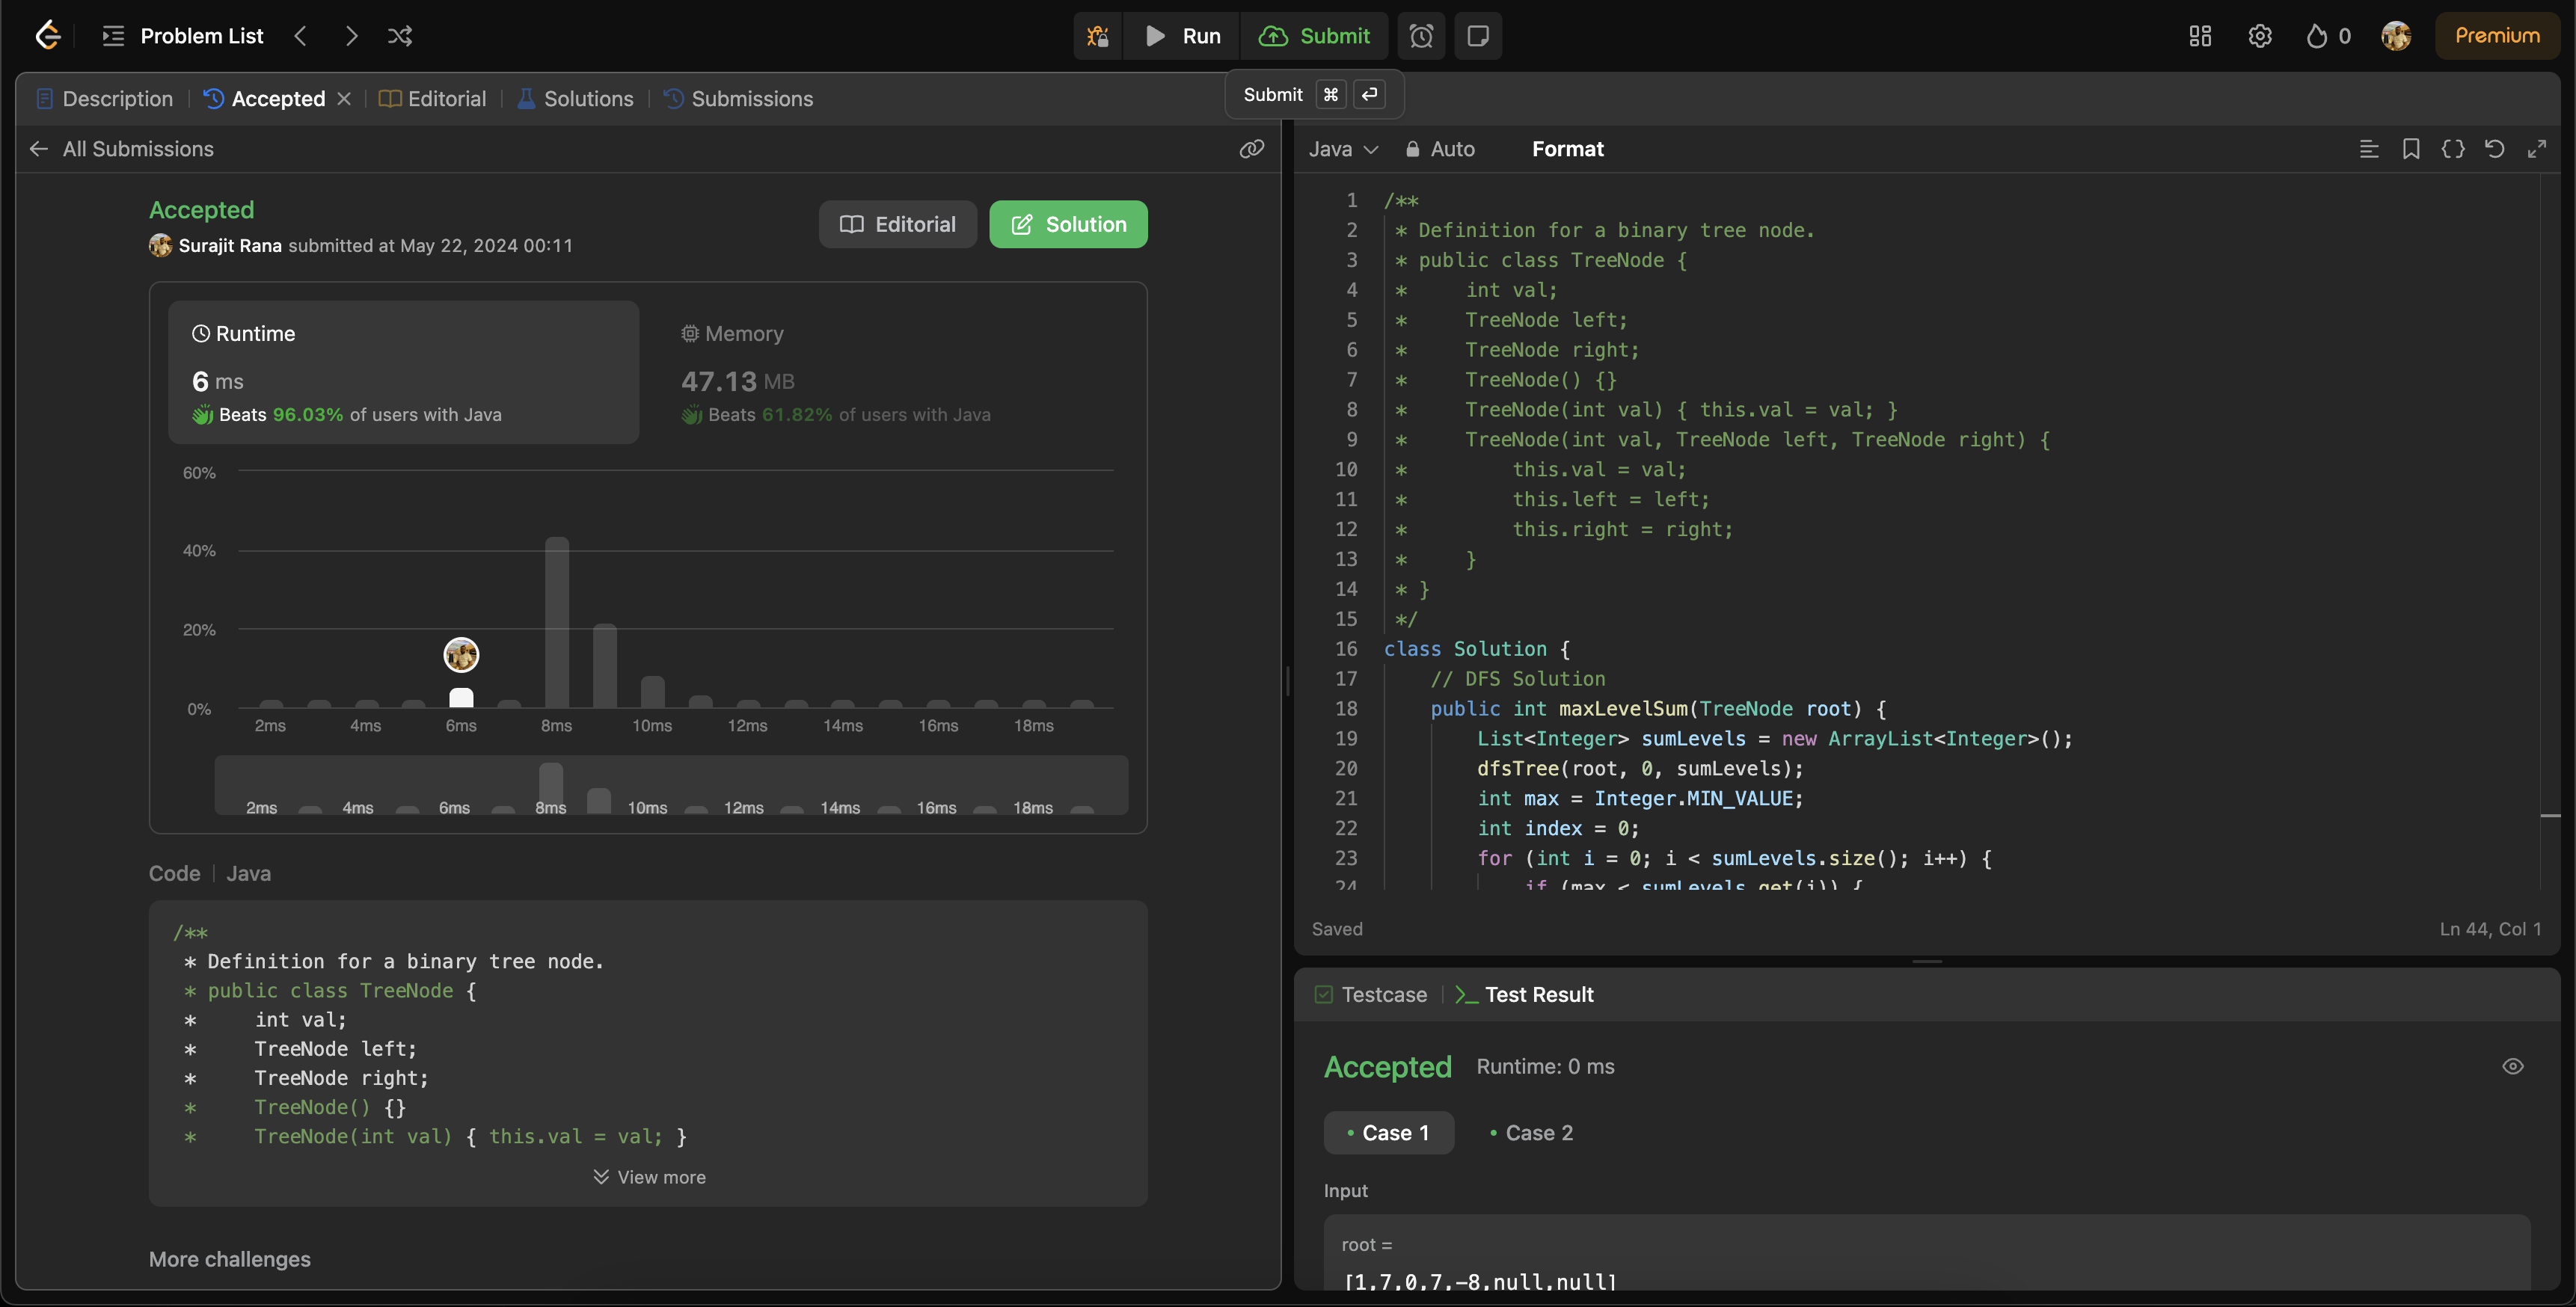 Problem List
Run
Submit
0
Premium
Description
Accepted
Editorial
Solutions
Submissions
Submit ⌘
All Submissions
Accepted
Surajit Rana submitted at May 22, 2024 00:11
Editorial
Solution
Runtime
6 ms
Beats 96.03% of users with Java
Memory
47.13 MB
Beats 61.82% of users with Java
60%
40%
20%
0%
2ms 4ms 6ms 8ms 10ms 12ms 14ms 16ms 18ms
2ms 4ms 6ms 8ms 10ms 12ms 14ms 16ms 18ms
Code | Java
/**
* Definition for a binary tree node.
* public class TreeNode {
*     int val;
*     TreeNode left;
*     TreeNode right;
*     TreeNode() {}
*     TreeNode(int val) { this.val = val; }
View more
More challenges
Java
Auto
Format
1 /**
2 * Definition for a binary tree node.
3 * public class TreeNode {
4 *     int val;
5 *     TreeNode left;
6 *     TreeNode right;
7 *     TreeNode() {}
8 *     TreeNode(int val) { this.val = val; }
9 *     TreeNode(int val, TreeNode left, TreeNode right) {
10 *         this.val = val;
11 *         this.left = left;
12 *         this.right = right;
13 *     }
14 * }
15 */
16 class Solution {
17     // DFS Solution
18     public int maxLevelSum(TreeNode root) {
19         List<Integer> sumLevels = new ArrayList<Integer>();
20         dfsTree(root, 0, sumLevels);
21         int max = Integer.MIN_VALUE;
22         int index = 0;
23         for (int i = 0; i < sumLevels.size(); i++) {
24             if (max < sumLevels.get(i)) {
Saved
Ln 44, Col 1
Testcase
Test Result
Accepted
Runtime: 0 ms
Case 1
Case 2
Input
root =
[1,7,0,7,-8,null,null]